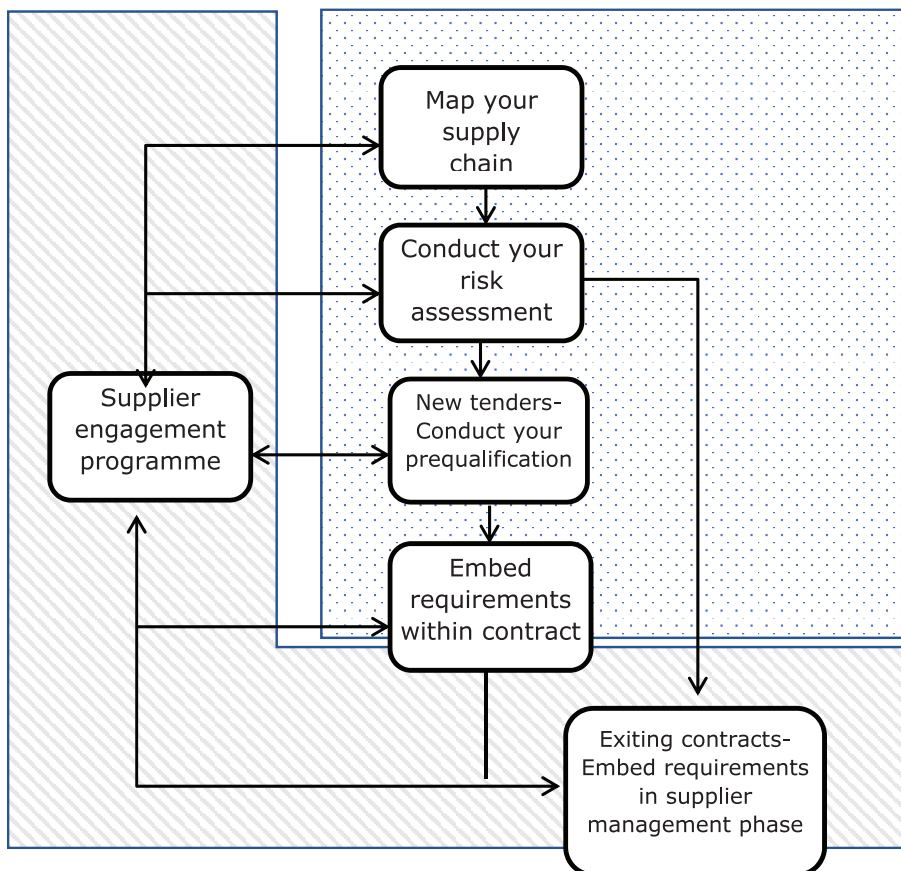 Map your
supply
chain
Conduct your
risk
assessment
Supplier
engagement
programme
New tenders-
Conduct your
prequalification
Embed
requirements
within contract
Exiting contracts-
Embed requirements
in supplier
management phase